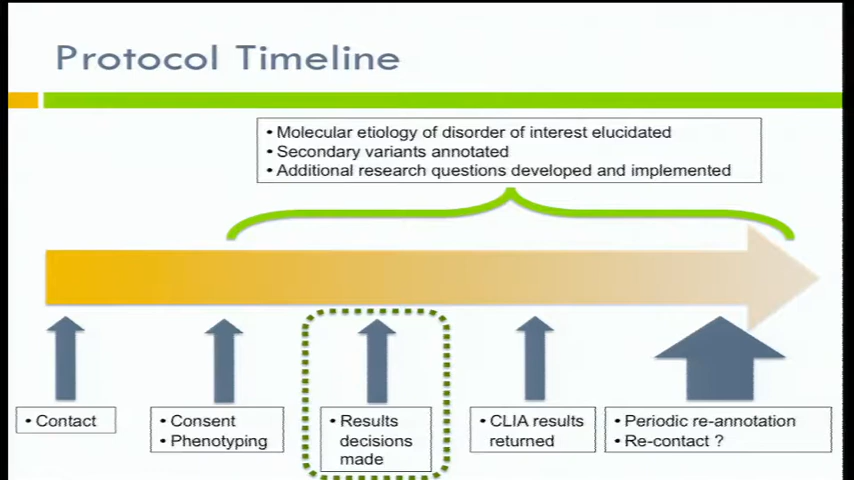 Protocol Timeline
• Molecular etiology of disorder of interest elucidated
• Secondary variants annotated
• Additional research questions developed and implemented
• Contact
• Consent
• Phenotyping
• Results
decisions
made
• CLIA results
returned
• Periodic re-annotation
• Re-contact ?